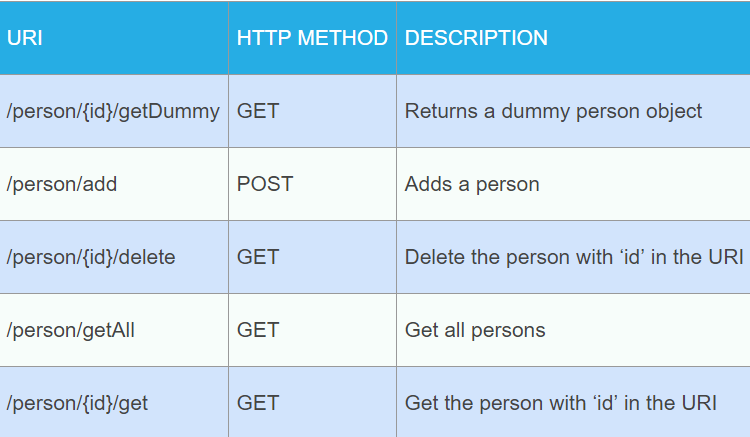 URI HTTP METHOD DESCRIPTION
/person/{id}/getDummy GET Returns a dummy person object
/person/add POST Adds a person
/person/{id}/delete GET Delete the person with ‘id’ in the URI
/person/getAll GET Get all persons
/person/{id}/get GET Get the person with ‘id’ in the URI